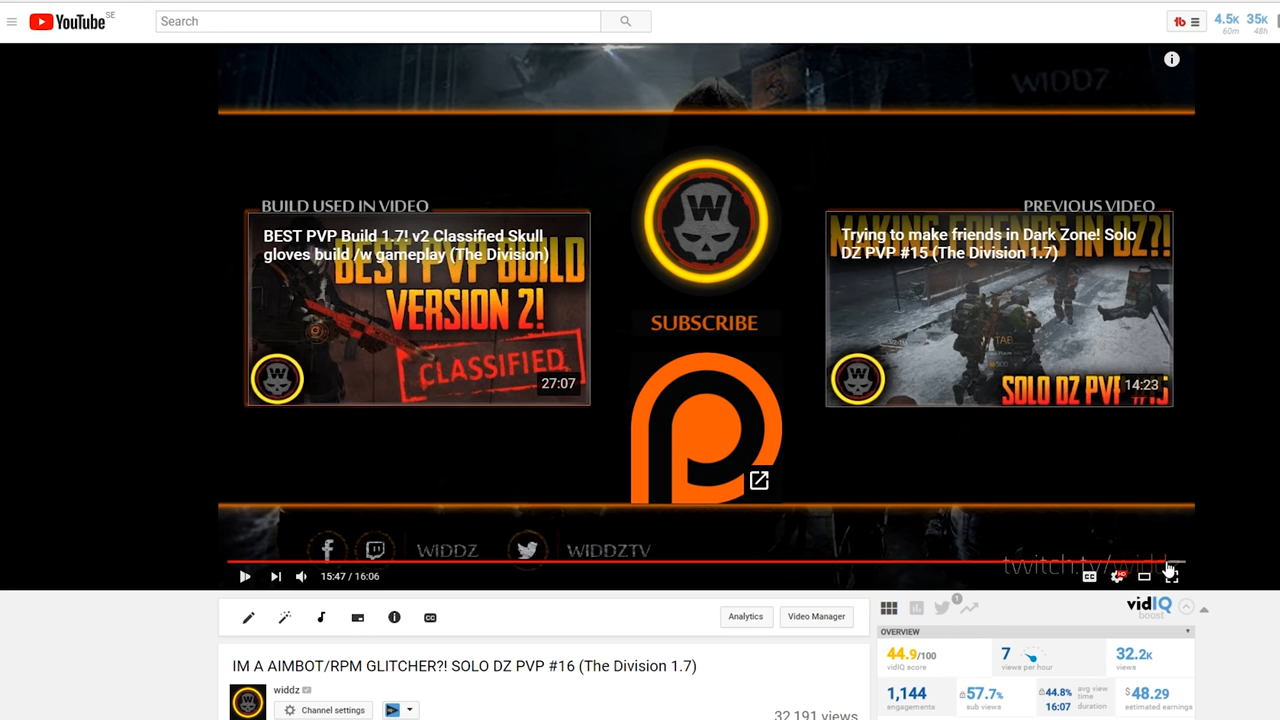 YouTube SE
Search
4.5K 35K
60m 48h
WIDDZ
BUILD USED IN VIDEO
BEST PVP Build 1.7! v2 Classified Skull
gloves build /w gameplay (The Division)
BEST PVP BUILD
VERSION 2!
CLASSIFIED
27:07
SUBSCRIBE
PREVIOUS VIDEO
MAKING FRIENDS IN DZ?!
Trying to make friends in Dark Zone! Solo
DZ PVP #15 (The Division 1.7)
TAB
SOLO DZ PVP #15
14:23
WIDDZ
WIDDZTV
twitch.tv/widdz
15:47 / 16:06
Analytics
Video Manager
1
vidIQ
boost
OVERVIEW
44.9/100
vidIQ score
7
views per hour
32.2K
views
1,144
engagements
57.7%
sub views
44.8%
16:07
avg view
time
duration
$48.29
estimated earnings
IM A AIMBOT/RPM GLITCHER?! SOLO DZ PVP #16 (The Division 1.7)
widdz
Channel settings
32,191 views